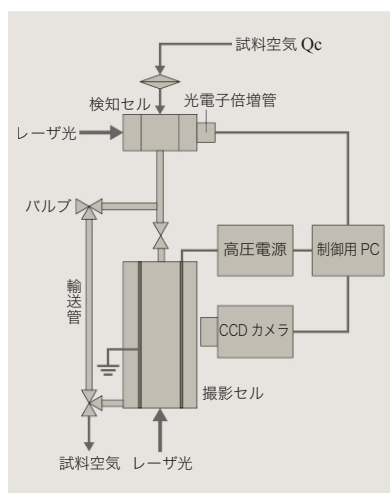 試料空気 Qc
検知セル
光電子倍増管
レーザ光
バルブ
高圧電源
制御用 PC
輸送管
CCD カメラ
撮影セル
試料空気
レーザ光